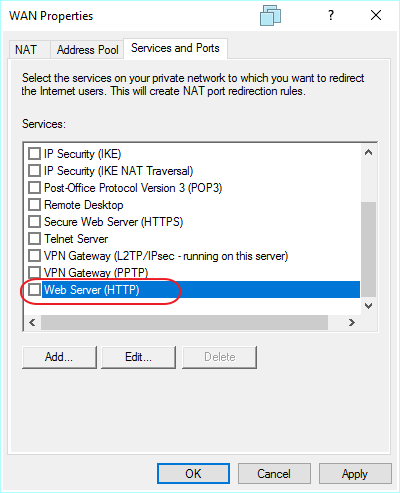 WAN Properties
NAT
Address Pool
Services and Ports
Select the services on your private network to which you want to redirect
the Internet users. This will create NAT port redirection rules.
Services:
IP Security (IKE)
IP Security (IKE NAT Traversal)
Post-Office Protocol Version 3 (POP3)
Remote Desktop
Secure Web Server (HTTPS)
Telnet Server
VPN Gateway (L2TP/IPsec - running on this server)
VPN Gateway (PPTP)
Web Server (HTTP)
Add...
Edit...
Delete
OK
Cancel
Apply